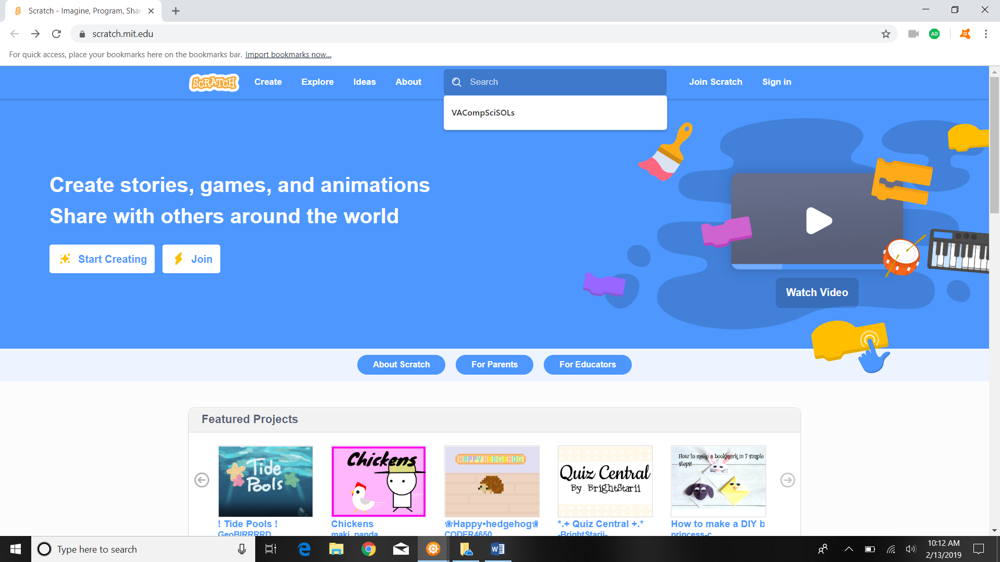 Scratch - Imagine, Program, Shar
scratch.mit.edu
AD
For quick access, place your bookmarks here on the bookmarks bar. Import bookmarks now...
SCRATCH Create Explore Ideas About Search Join Scratch Sign in
VACompSciSOLs
Create stories, games, and animations
Share with others around the world
Start Creating Join
Watch Video
About Scratch For Parents For Educators
Featured Projects
Tide Pools
Chickens
HAPPY HEDGEHOG
Quiz Central
By BrightStarii
How to make a bookmark in 7 simple
steps!
! Tide Pools ! Chickens ❀Happy•hedgehog❀ *.+ Quiz Central +.* How to make a DIY b
GeoBIRRRRD maki_panda CODER4650 -BrightStarii- princess-c
Type here to search
10:12 AM
2/13/2019